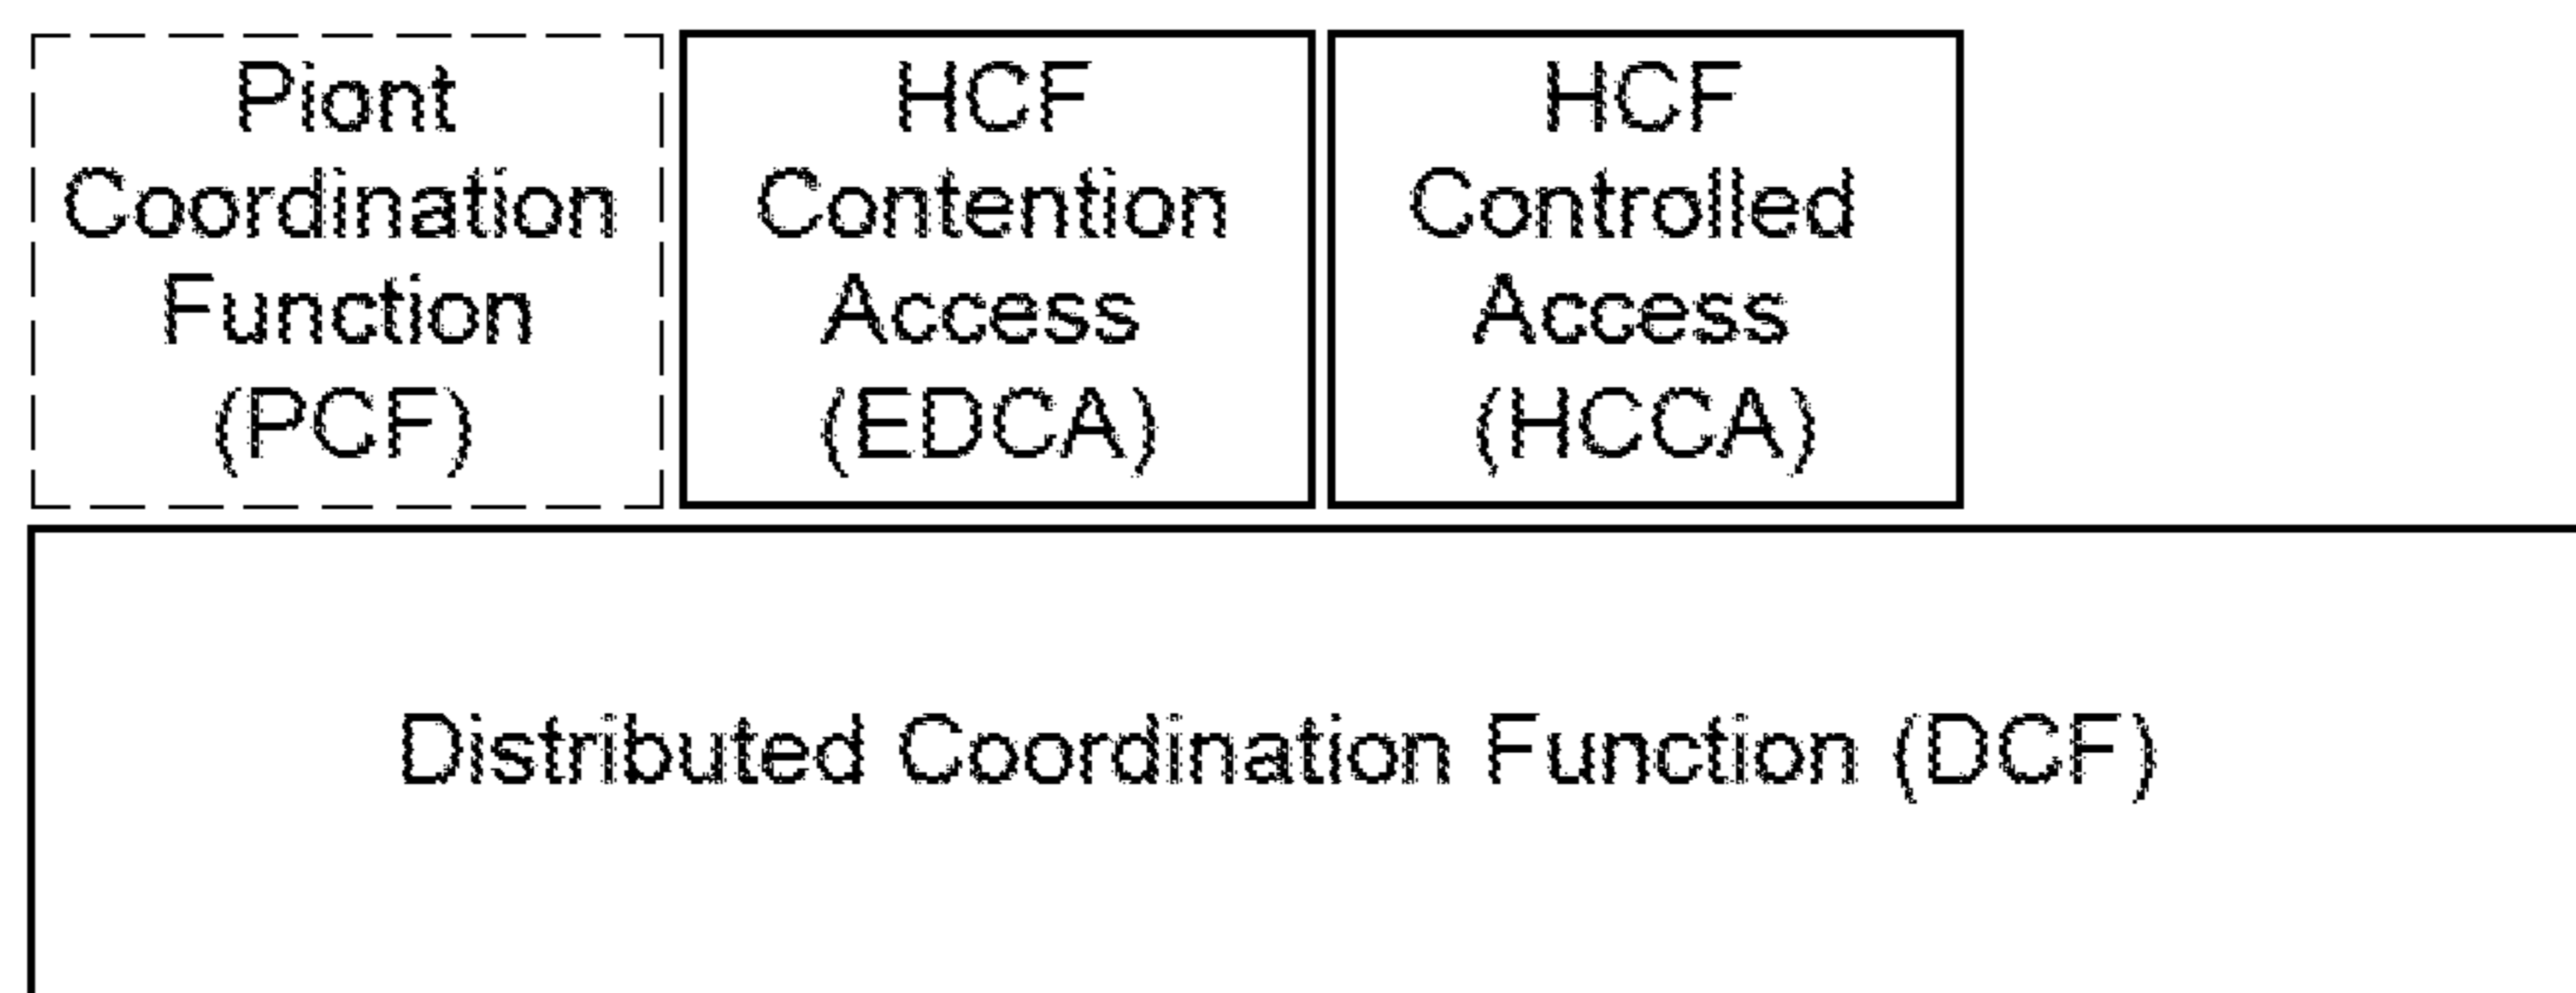 Piont
Coordination
Function
(PCF)
HCF
Contention
Access
(EDCA)
HCF
Controlled
Access
(HCCA)
Distributed Coordination Function (DCF)